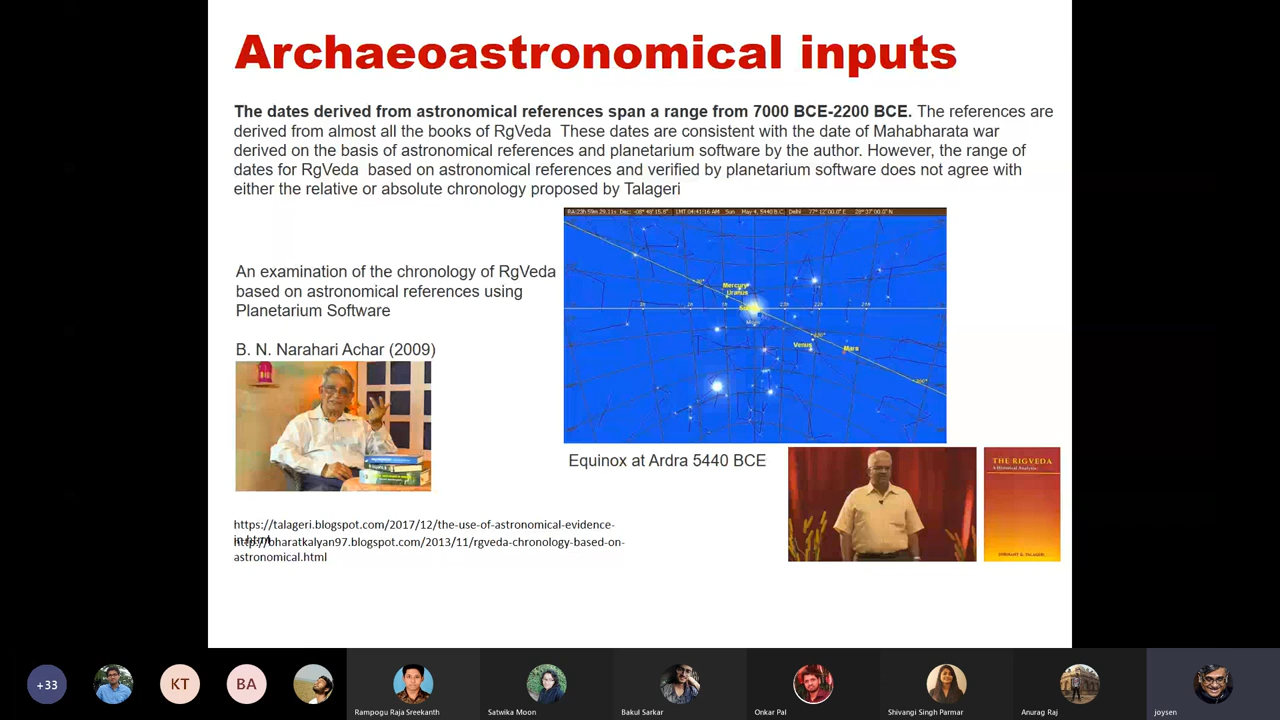 Archaeoastronomical inputs
The dates derived from astronomical references span a range from 7000 BCE-2200 BCE. The references are
derived from almost all the books of RgVeda  These dates are consistent with the date of Mahabharata war
derived on the basis of astronomical references and planetarium software by the author. However, the range of
dates for RgVeda  based on astronomical references and verified by planetarium software does not agree with
either the relative or absolute chronology proposed by Talageri
An examination of the chronology of RgVeda
based on astronomical references using
Planetarium Software
B. N. Narahari Achar (2009)
Mercury
Uranus
Venus
Mars
Equinox at Ardra 5440 BCE
THE RIGVEDA
A Historical Analysis
SHRIKANT G. TALAGERI
https://talageri.blogspot.com/2017/12/the-use-of-astronomical-evidence-
in.html
http://bharatkalyan97.blogspot.com/2013/11/rgveda-chronology-based-on-
astronomical.html
+33
KT
BA
Rampogu Raja Sreekanth
Satwika Moon
Bakul Sarkar
Onkar Pal
Shivangi Singh Parmar
Anurag Raj
joysen